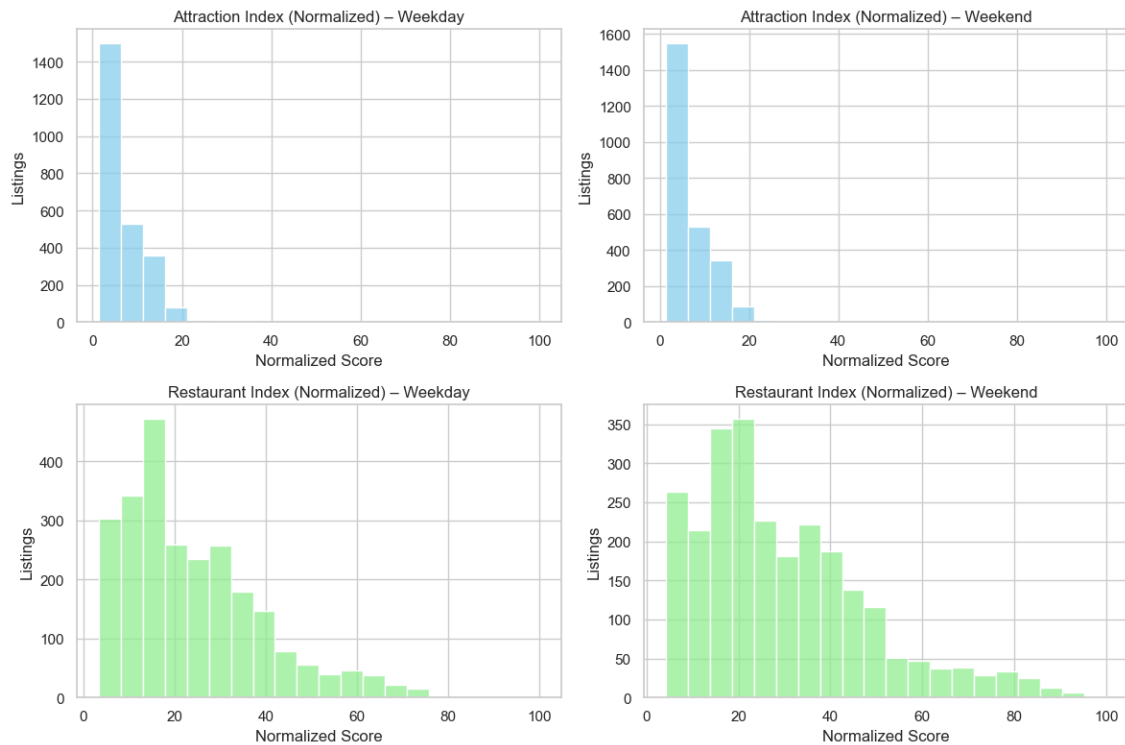 Attraction Index (Normalized) – Weekday
1400
1200
1000
800
600
400
200
0
Listings
0 20 40 60 80 100
Normalized Score
Attraction Index (Normalized) – Weekend
1600
1400
1200
1000
800
600
400
200
0
Listings
0 20 40 60 80 100
Normalized Score
Restaurant Index (Normalized) – Weekday
400
300
200
100
0
Listings
0 20 40 60 80 100
Normalized Score
Restaurant Index (Normalized) – Weekend
350
300
250
200
150
100
50
0
Listings
0 20 40 60 80 100
Normalized Score